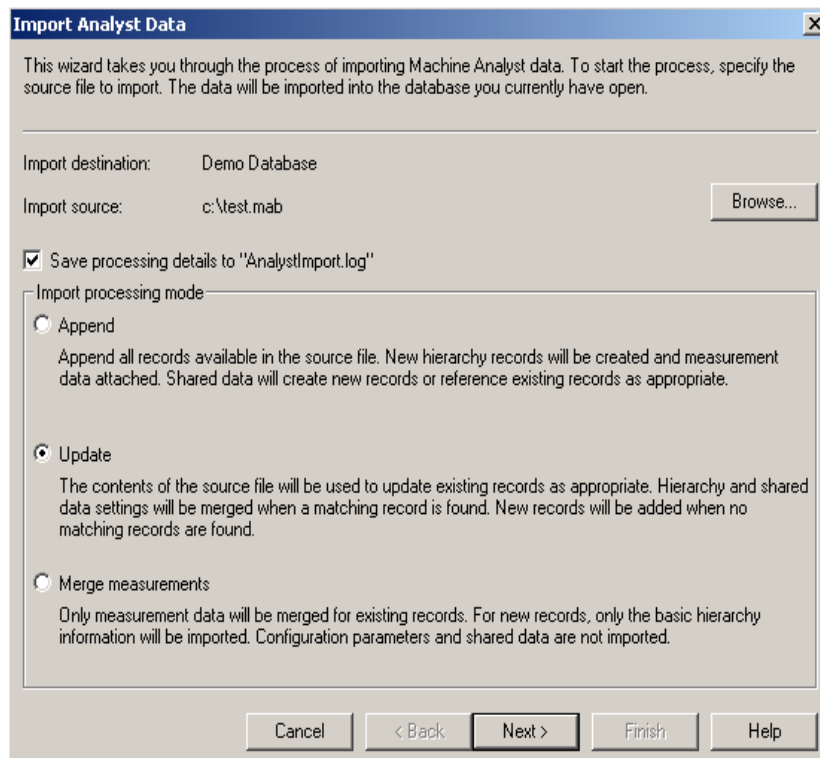 Import Analyst Data
This wizard takes you through the process of importing Machine Analyst data. To start the process, specify the
source file to import. The data will be imported into the database you currently have open.
Import destination: Demo Database
Import source: c:\test.mab
Browse...
Save processing details to "AnalystImport.log"
Import processing mode
Append
Append all records available in the source file. New hierarchy records will be created and measurement
data attached. Shared data will create new records or reference existing records as appropriate.
Update
The contents of the source file will be used to update existing records as appropriate. Hierarchy and shared
data settings will be merged when a matching record is found. New records will be added when no
matching records are found.
Merge measurements
Only measurement data will be merged for existing records. For new records, only the basic hierarchy
information will be imported. Configuration parameters and shared data are not imported.
Cancel < Back Next > Finish Help